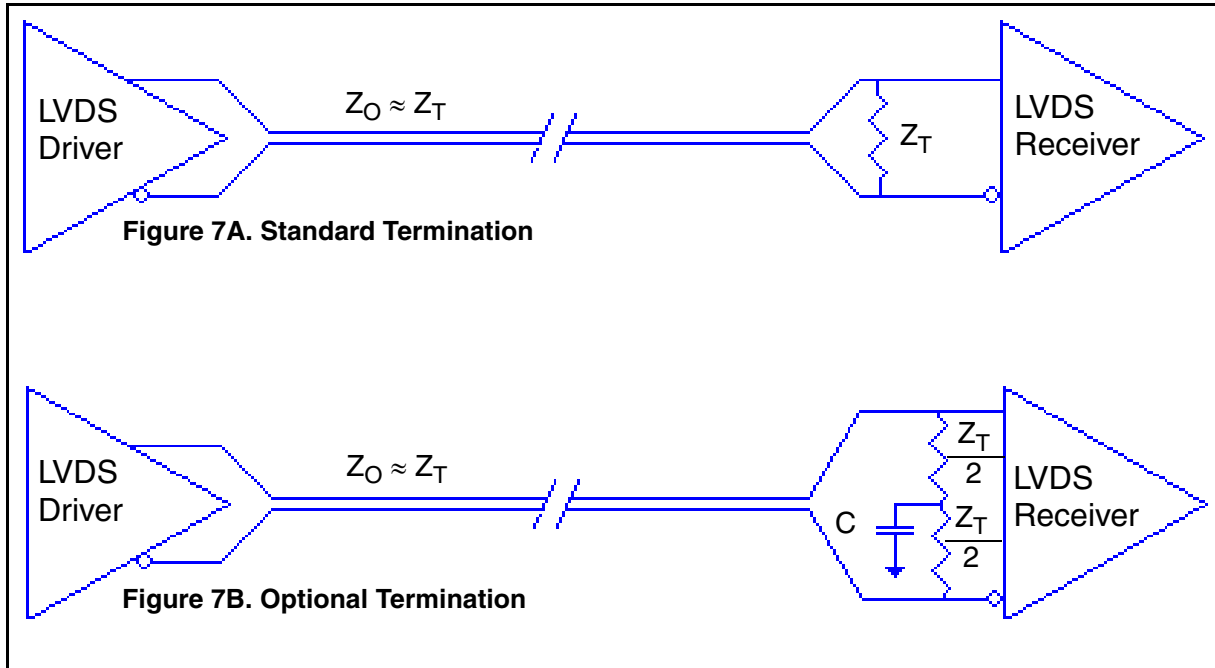 LVDS
Driver
Z_O ≈ Z_T
Z_T
LVDS
Receiver
Figure 7A. Standard Termination
LVDS
Driver
Z_O ≈ Z_T
C
Z_T
2
Z_T
2
LVDS
Receiver
Figure 7B. Optional Termination